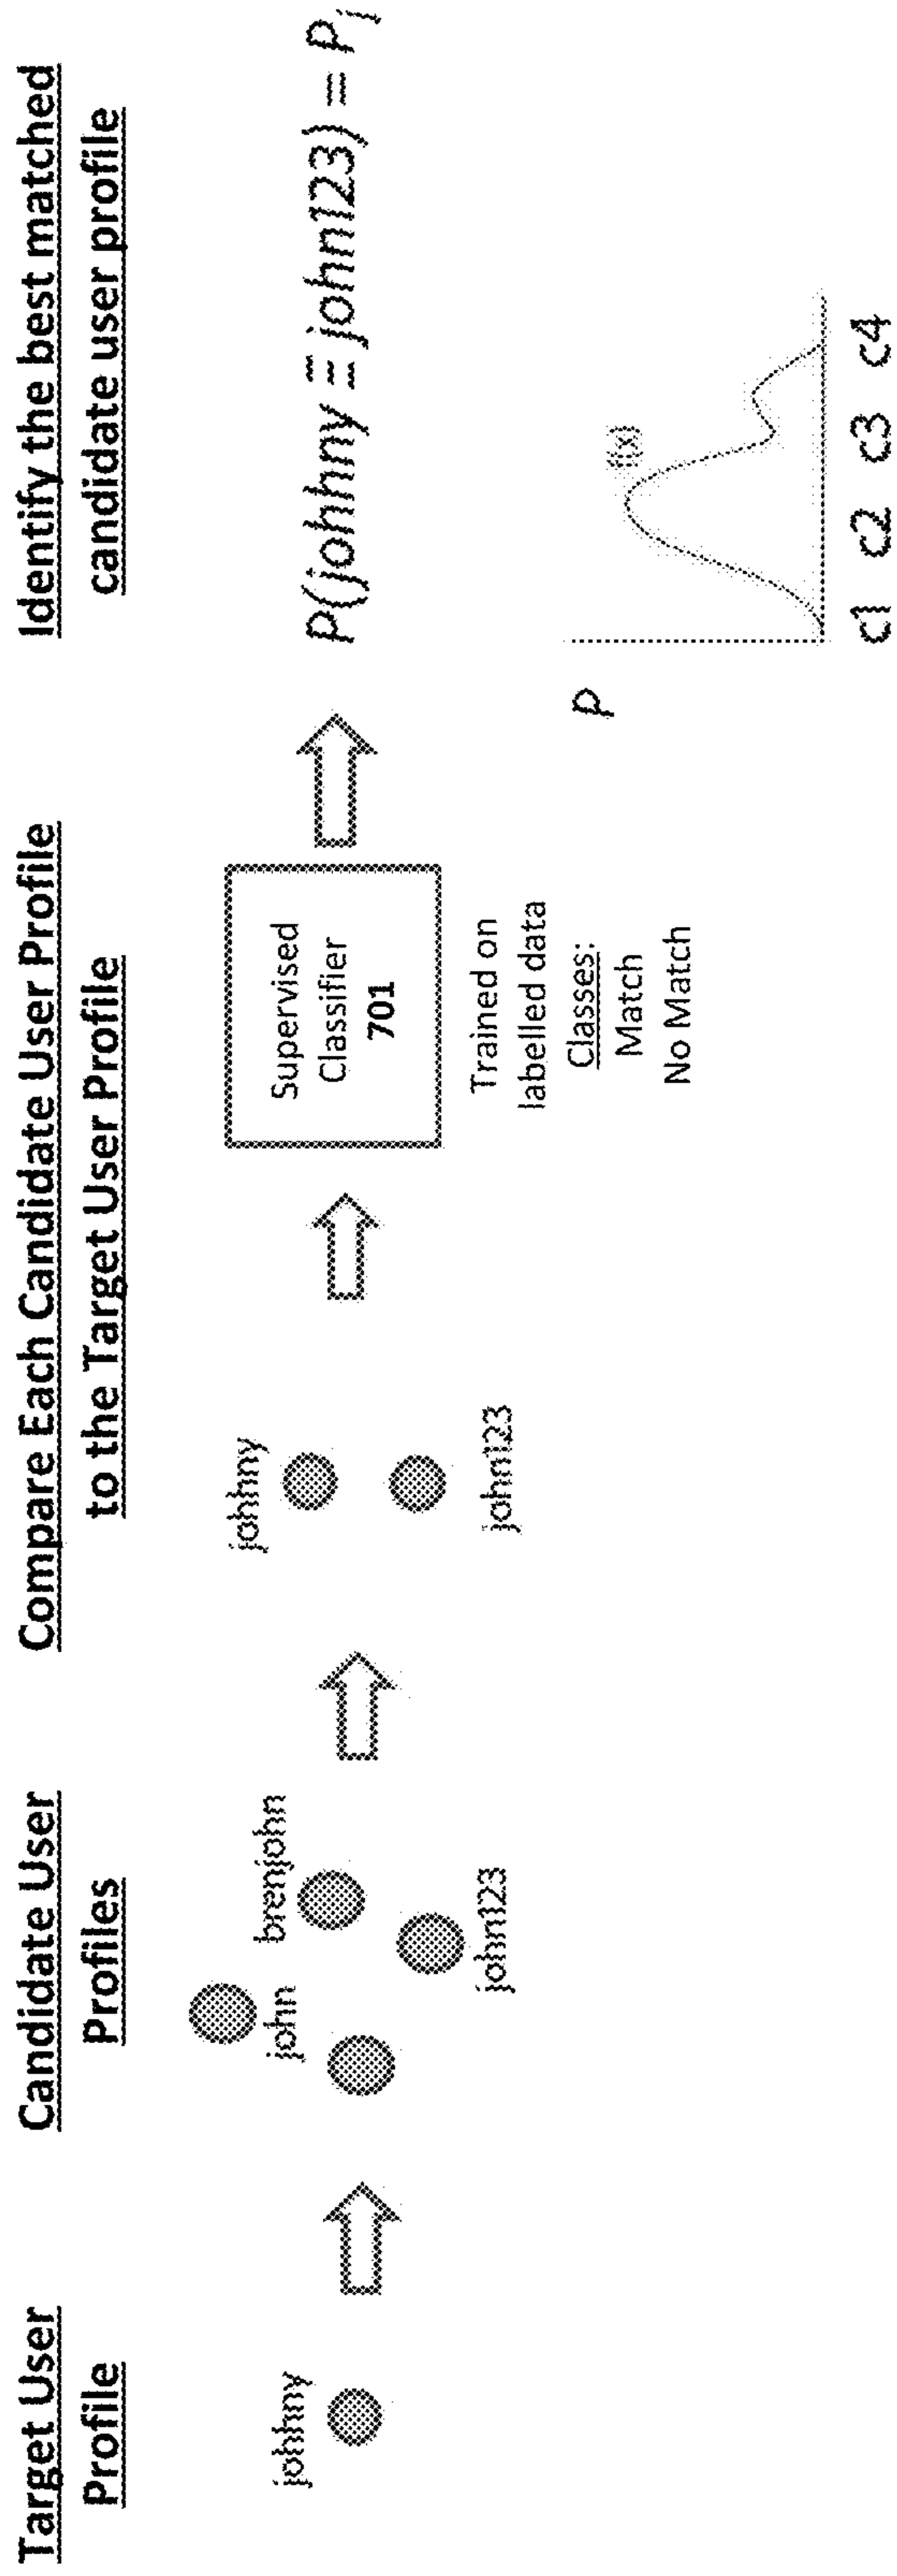 Target User
Profile
johhny
Candidate User
Profiles
john
brenjohn
john123
Compare Each Candidate User Profile
to the Target User Profile
johhny
john123
Supervised
Classifier
701
Trained on
labelled data
Classes:
Match
No Match
Identify the best matched
candidate user profile
P(johhny ≡ john123) = Pj
P
f(x)
c1 c2 c3 c4